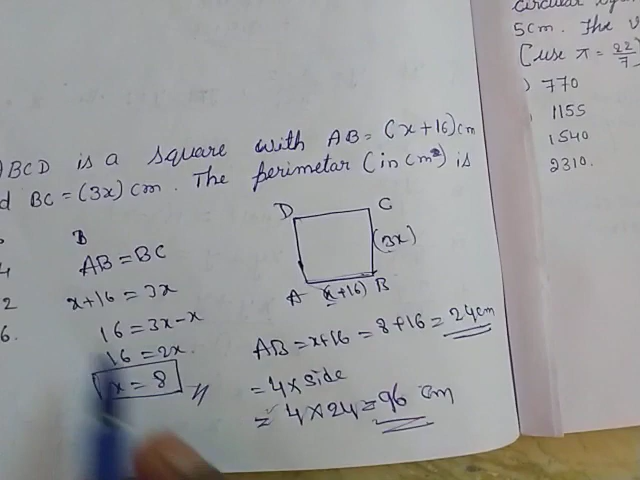 BCD is a square with AB = (x+16)cm
d BC = (3x) cm. The perimetar (in cm) is
4
2
6.
B
AB = BC
x+16 = 3x
16 = 3x-x
16 = 2x.
x = 8
D C
(3x)
A (x+16) B
AB = x+16 = 8+16 = 24cm
= 4×side
= 4×24 = 96 cm
circular
5cm. The v
(use π = 22/7
) 770
1155
1540
2310.